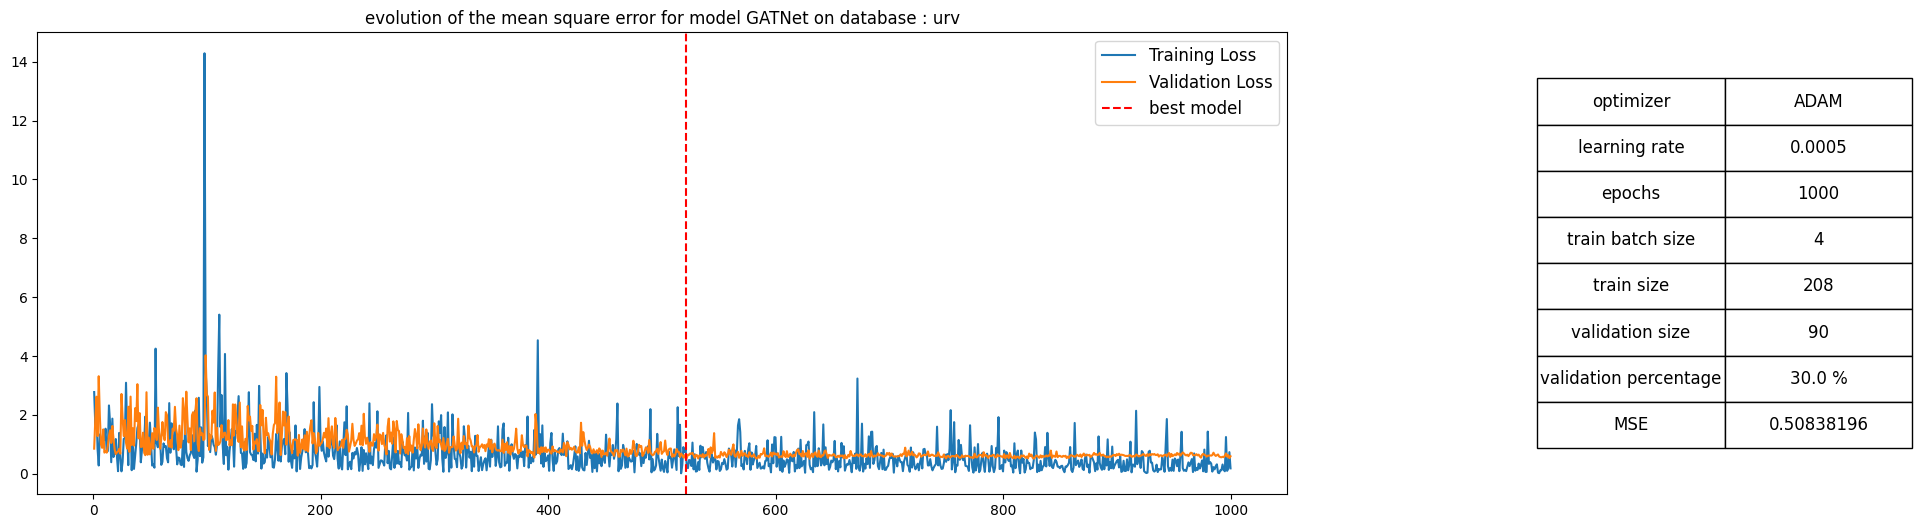 evolution of the mean square error for model GATNet on database : urv
14
12
10
8
6
4
2
0
0 200 400 600 800 1000
Training Loss
Validation Loss
best model
optimizer ADAM
learning rate 0.0005
epochs 1000
train batch size 4
train size 208
validation size 90
validation percentage 30.0 %
MSE 0.50838196